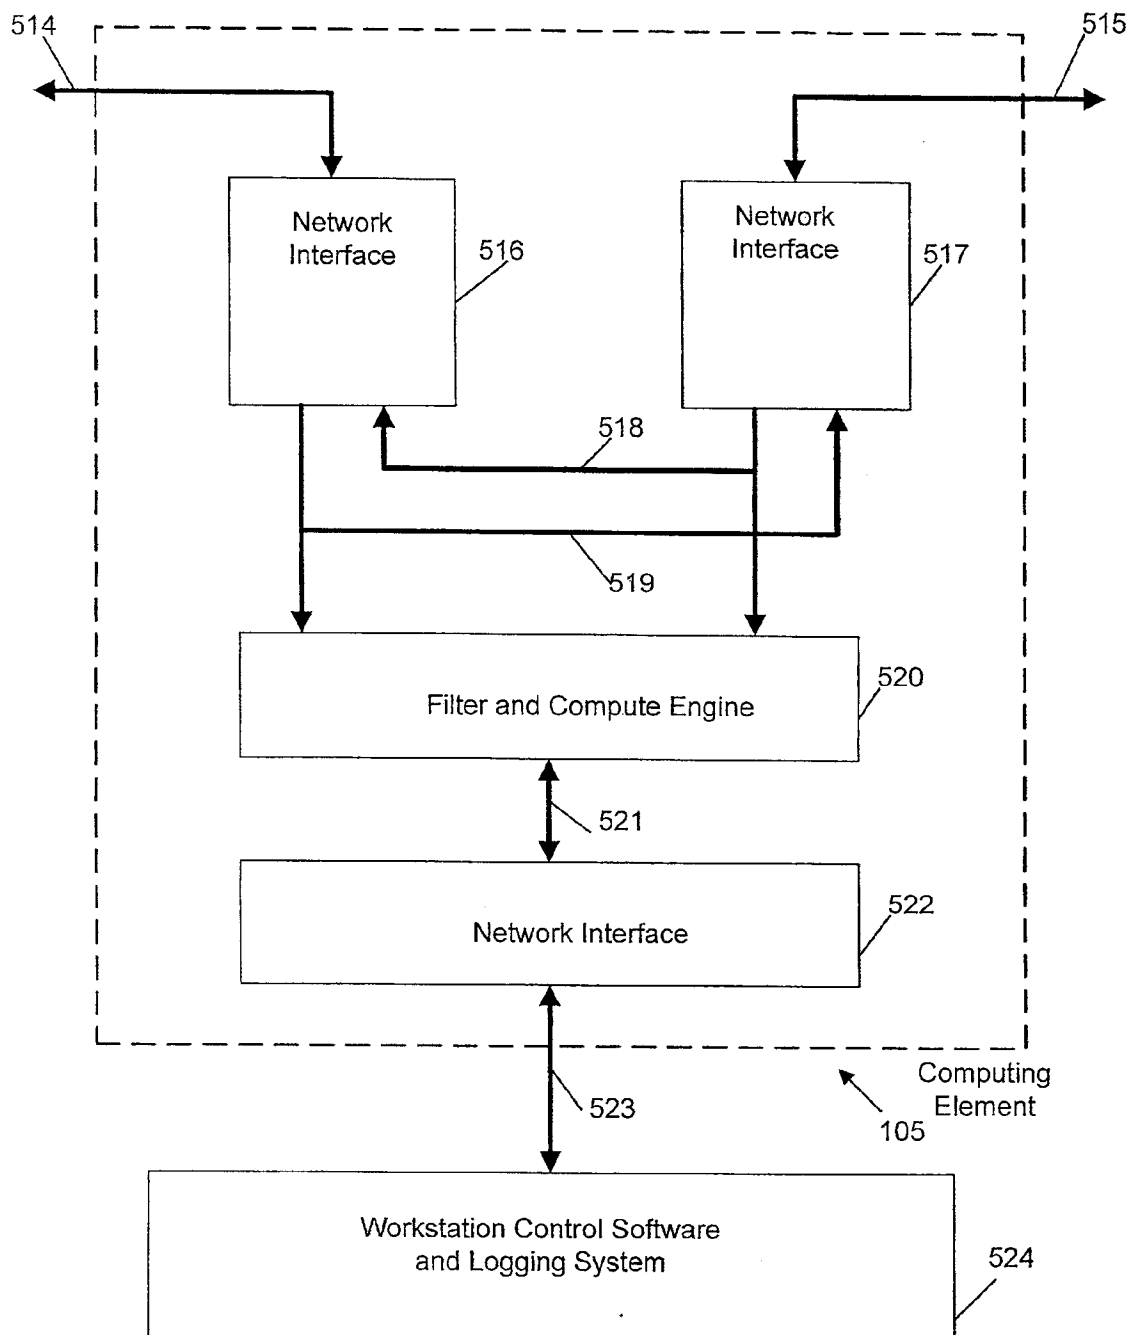 514
515
Network
Interface
516
Network
Interface
517
518
519
Filter and Compute Engine
520
521
Network Interface
522
Computing
Element
105
523
Workstation Control Software
and Logging System
524